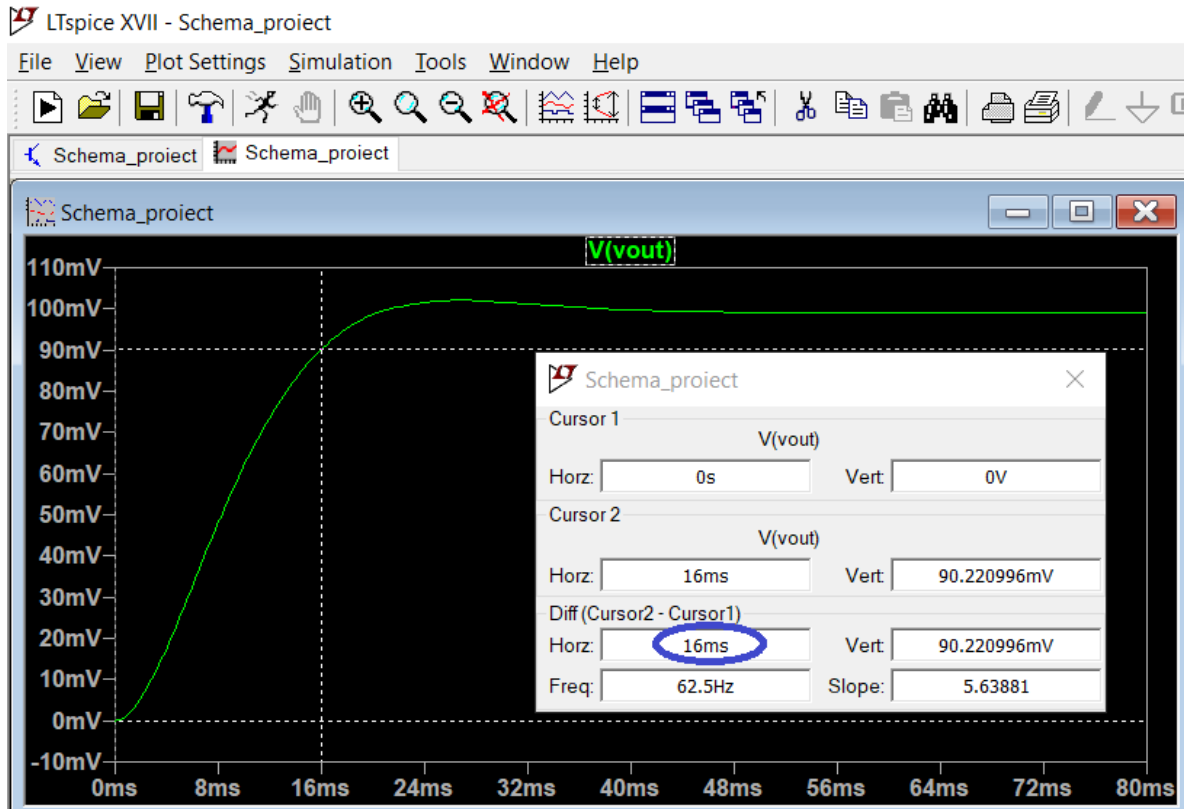 LTspice XVII - Schema_proiect
File View Plot Settings Simulation Tools Window Help
Schema_proiect Schema_proiect
Schema_proiect
V(vout)
110mV
100mV
90mV
80mV
70mV
60mV
50mV
40mV
30mV
20mV
10mV
0mV
-10mV
0ms 8ms 16ms 24ms 32ms 40ms 48ms 56ms 64ms 72ms 80ms
Schema_proiect
Cursor 1
V(vout)
Horz: 0s Vert: 0V
Cursor 2
V(vout)
Horz: 16ms Vert: 90.220996mV
Diff (Cursor2 - Cursor1)
Horz: 16ms Vert: 90.220996mV
Freq: 62.5Hz Slope: 5.63881